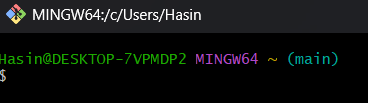 MINGW64:/c/Users/Hasin
Hasin@DESKTOP-7VPMDP2 MINGW64 ~ (main)
$